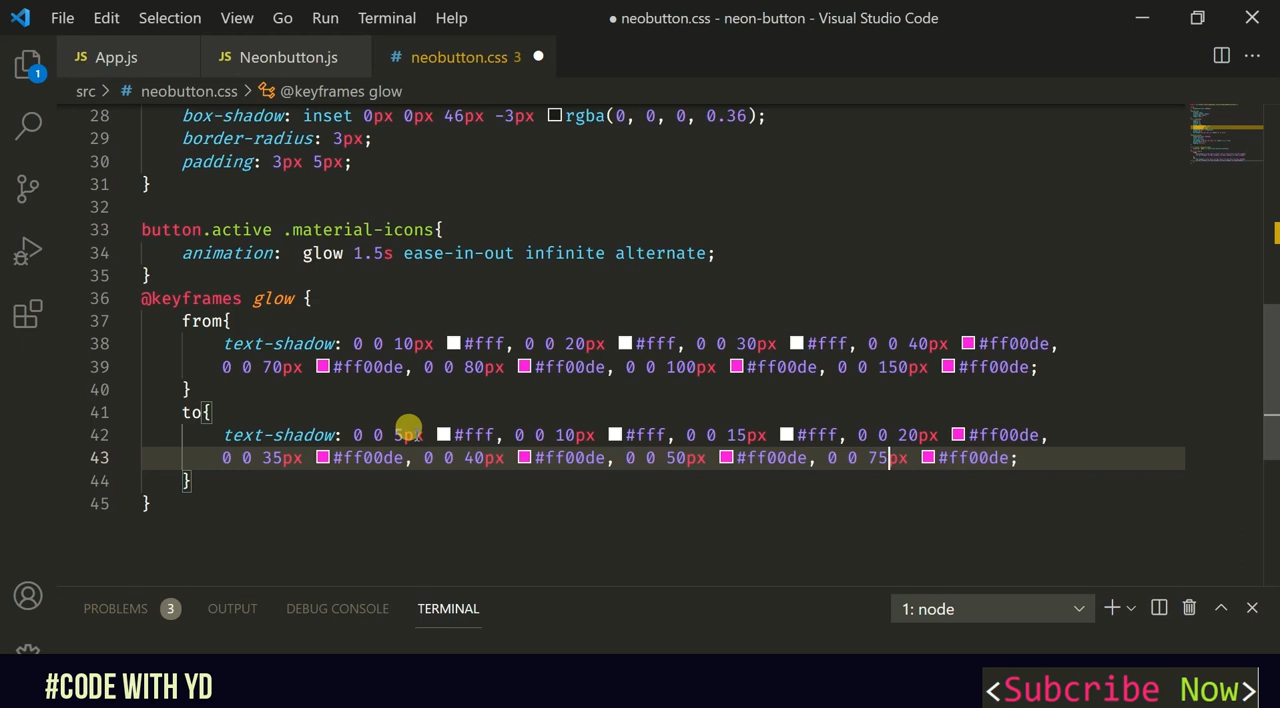 File Edit Selection View Go Run Terminal Help ● neobutton.css - neon-button - Visual Studio Code
JS App.js JS Neonbutton.js # neobutton.css 3
src > # neobutton.css > @keyframes glow
1
28 box-shadow: inset 0px 0px 46px -3px rgba(0, 0, 0, 0.36);
29 border-radius: 3px;
30 padding: 3px 5px;
31 }
32
33 button.active .material-icons{
34 animation:  glow 1.5s ease-in-out infinite alternate;
35 }
36 @keyframes glow {
37 from{
38 text-shadow: 0 0 10px #fff, 0 0 20px #fff, 0 0 30px #fff, 0 0 40px #ff00de,
39 0 0 70px #ff00de, 0 0 80px #ff00de, 0 0 100px #ff00de, 0 0 150px #ff00de;
40 }
41 to{
42 text-shadow: 0 0 5px #fff, 0 0 10px #fff, 0 0 15px #fff, 0 0 20px #ff00de,
43 0 0 35px #ff00de, 0 0 40px #ff00de, 0 0 50px #ff00de, 0 0 75px #ff00de;
44 }
45 }
PROBLEMS 3 OUTPUT DEBUG CONSOLE TERMINAL 1: node
#CODE WITH YD <Subcribe Now>